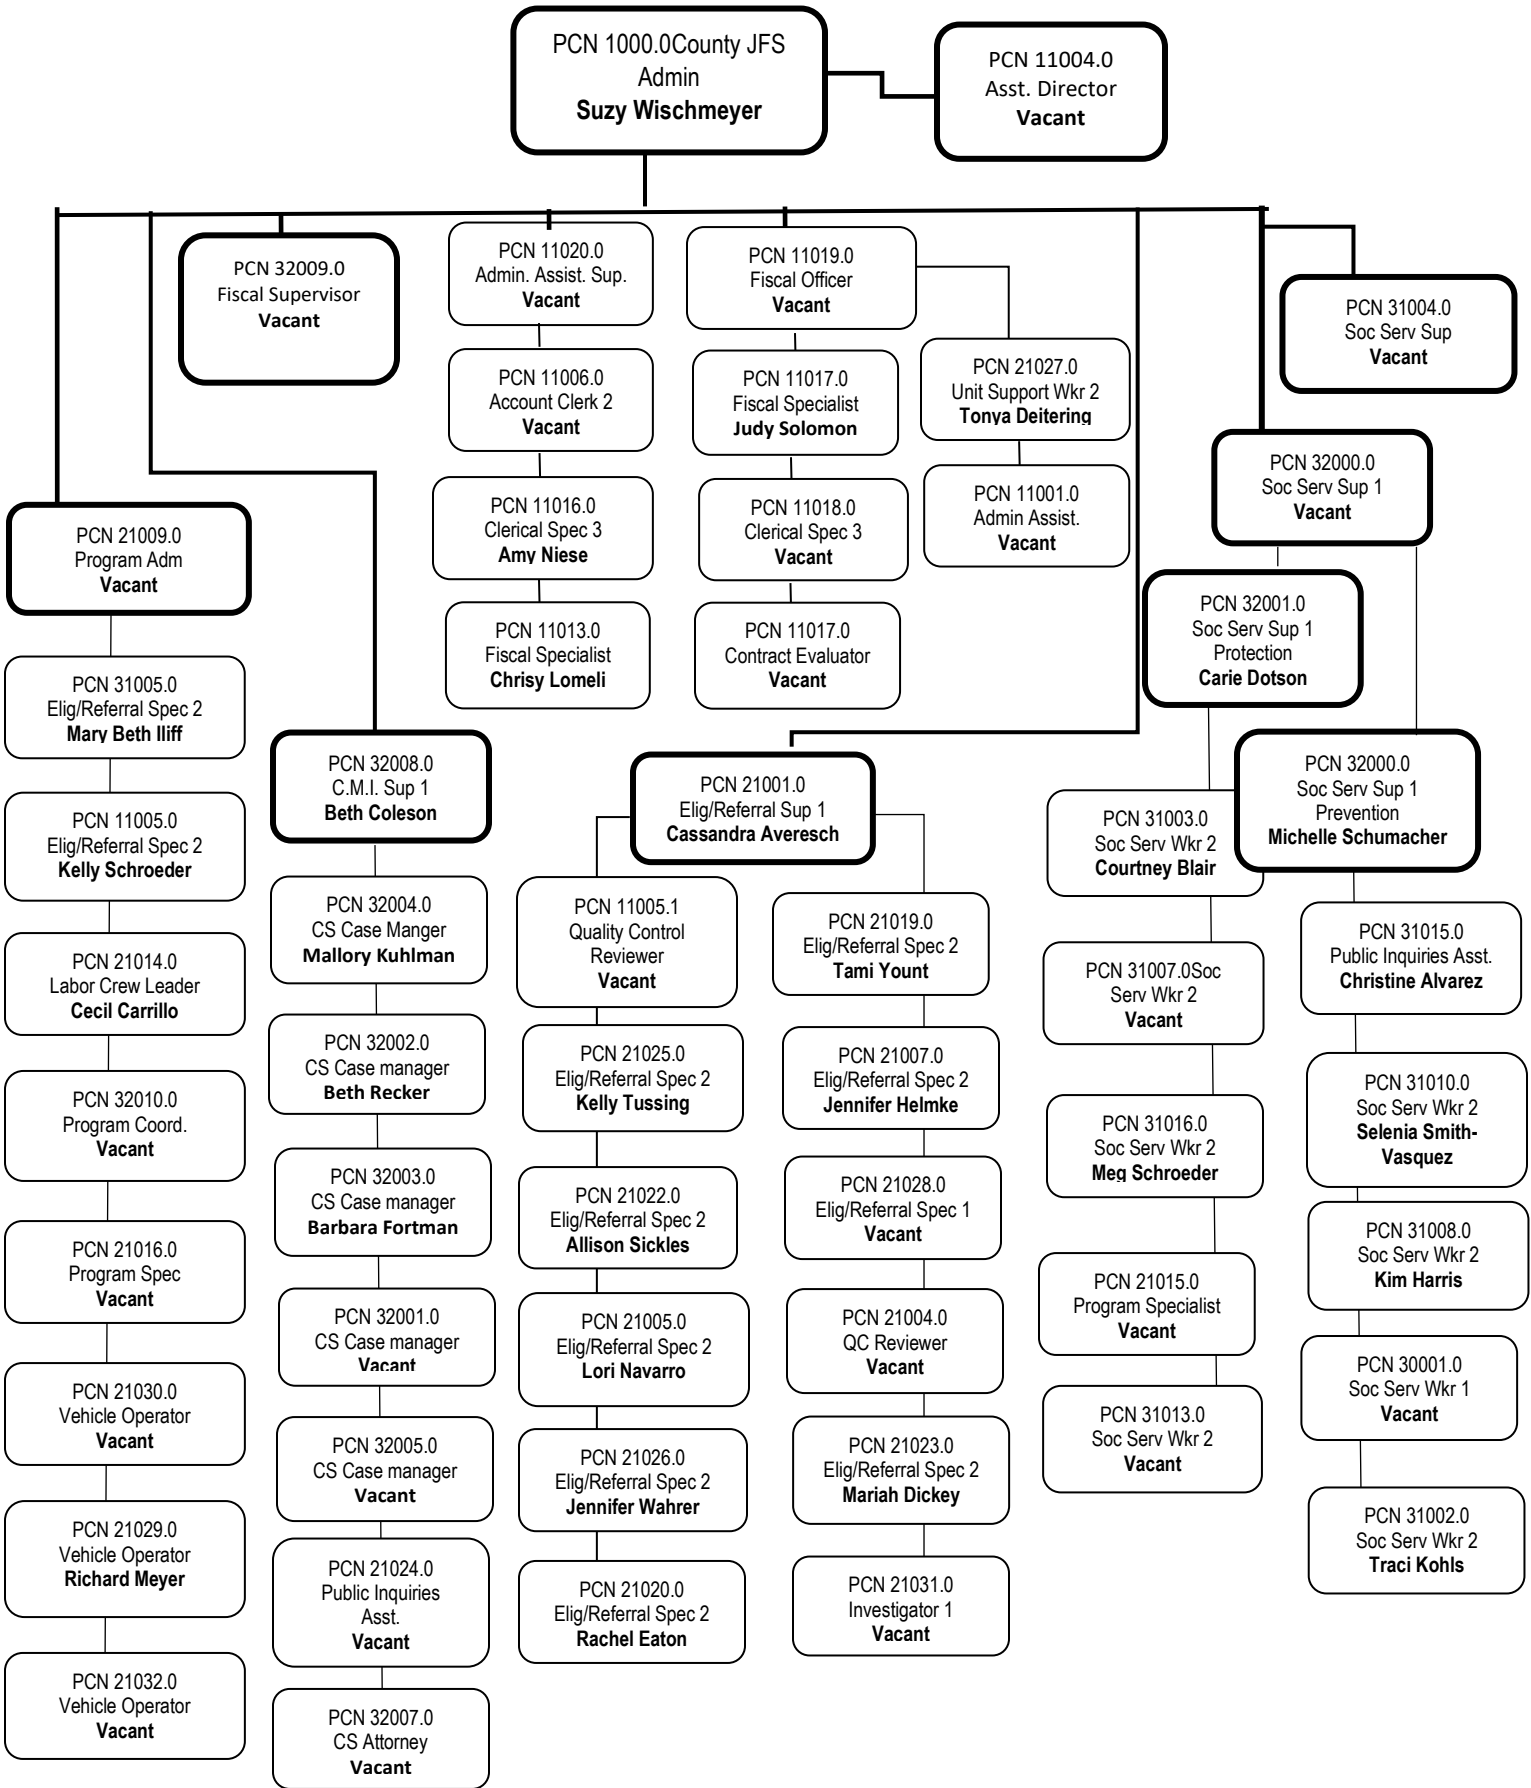 PCN 1000.0County JFS
Admin
Suzy Wischmeyer
PCN 11004.0
Asst. Director
Vacant
PCN 32009.0
Fiscal Supervisor
Vacant
PCN 11020.0
Admin. Assist. Sup.
Vacant
PCN 11019.0
Fiscal Officer
Vacant
PCN 31004.0
Soc Serv Sup
Vacant
PCN 11006.0
Account Clerk 2
Vacant
PCN 11017.0
Fiscal Specialist
Judy Solomon
PCN 21027.0
Unit Support Wkr 2
Tonya Deitering
PCN 32000.0
Soc Serv Sup 1
Vacant
PCN 11016.0
Clerical Spec 3
Amy Niese
PCN 11018.0
Clerical Spec 3
Vacant
PCN 11001.0
Admin Assist.
Vacant
PCN 11013.0
Fiscal Specialist
Chrisy Lomeli
PCN 11017.0
Contract Evaluator
Vacant
PCN 21009.0
Program Adm
Vacant
PCN 31005.0
Elig/Referral Spec 2
Mary Beth Iliff
PCN 11005.0
Elig/Referral Spec 2
Kelly Schroeder
PCN 21014.0
Labor Crew Leader
Cecil Carrillo
PCN 32010.0
Program Coord.
Vacant
PCN 21016.0
Program Spec
Vacant
PCN 21030.0
Vehicle Operator
Vacant
PCN 21029.0
Vehicle Operator
Richard Meyer
PCN 21032.0
Vehicle Operator
Vacant
PCN 32008.0
C.M.I. Sup 1
Beth Coleson
PCN 32004.0
CS Case Manger
Mallory Kuhlman
PCN 32002.0
CS Case manager
Beth Recker
PCN 32003.0
CS Case manager
Barbara Fortman
PCN 32001.0
CS Case manager
Vacant
PCN 32005.0
CS Case manager
Vacant
PCN 21024.0
Public Inquiries
Asst.
Vacant
PCN 32007.0
CS Attorney
Vacant
PCN 21001.0
Elig/Referral Sup 1
Cassandra Averesch
PCN 11005.1
Quality Control
Reviewer
Vacant
PCN 21025.0
Elig/Referral Spec 2
Kelly Tussing
PCN 21022.0
Elig/Referral Spec 2
Allison Sickles
PCN 21005.0
Elig/Referral Spec 2
Lori Navarro
PCN 21026.0
Elig/Referral Spec 2
Jennifer Wahrer
PCN 21020.0
Elig/Referral Spec 2
Rachel Eaton
PCN 21019.0
Elig/Referral Spec 2
Tami Yount
PCN 21007.0
Elig/Referral Spec 2
Jennifer Helmke
PCN 21028.0
Elig/Referral Spec 1
Vacant
PCN 21004.0
QC Reviewer
Vacant
PCN 21023.0
Elig/Referral Spec 2
Mariah Dickey
PCN 21031.0
Investigator 1
Vacant
PCN 32001.0
Soc Serv Sup 1
Protection
Carie Dotson
PCN 31003.0
Soc Serv Wkr 2
Courtney Blair
PCN 31007.0Soc
Serv Wkr 2
Vacant
PCN 31016.0
Soc Serv Wkr 2
Meg Schroeder
PCN 21015.0
Program Specialist
Vacant
PCN 31013.0
Soc Serv Wkr 2
Vacant
PCN 32000.0
Soc Serv Sup 1
Prevention
Michelle Schumacher
PCN 31015.0
Public Inquiries Asst.
Christine Alvarez
PCN 31010.0
Soc Serv Wkr 2
Selenia Smith-
Vasquez
PCN 31008.0
Soc Serv Wkr 2
Kim Harris
PCN 30001.0
Soc Serv Wkr 1
Vacant
PCN 31002.0
Soc Serv Wkr 2
Traci Kohls